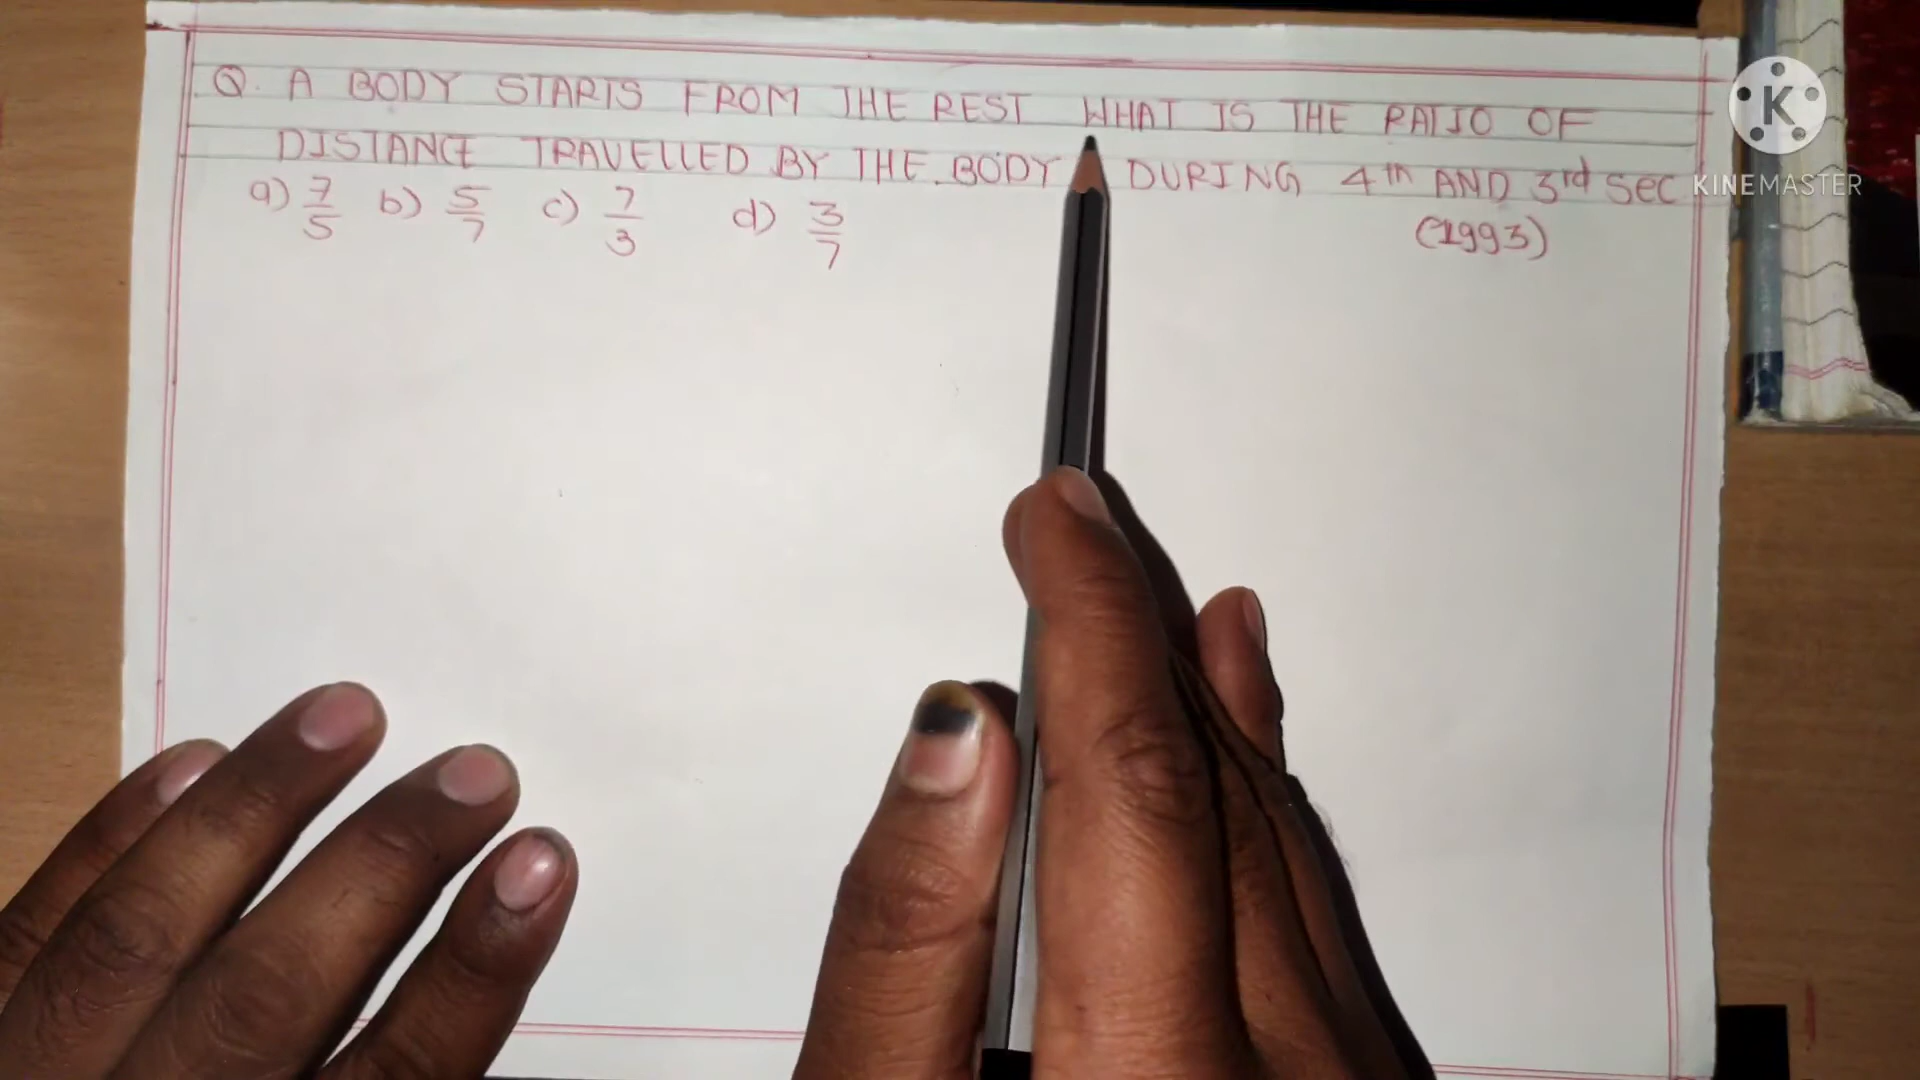 Q. A BODY STARTS FROM THE REST WHAT IS THE RATIO OF
DISTANCE TRAVELLED BY THE BODY DURING 4th AND 3rd SEC
a) 7/5 b) 5/7 c) 7/3 d) 3/7
(1993)
K
KINEMASTER